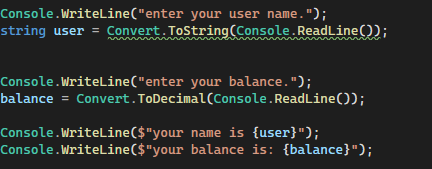 Console.WriteLine("enter your user name.");
string user = Convert.ToString(Console.ReadLine());
Console.WriteLine("enter your balance.");
balance = Convert.ToDecimal(Console.ReadLine());
Console.WriteLine($"your name is {user}");
Console.WriteLine($"your balance is: {balance}");